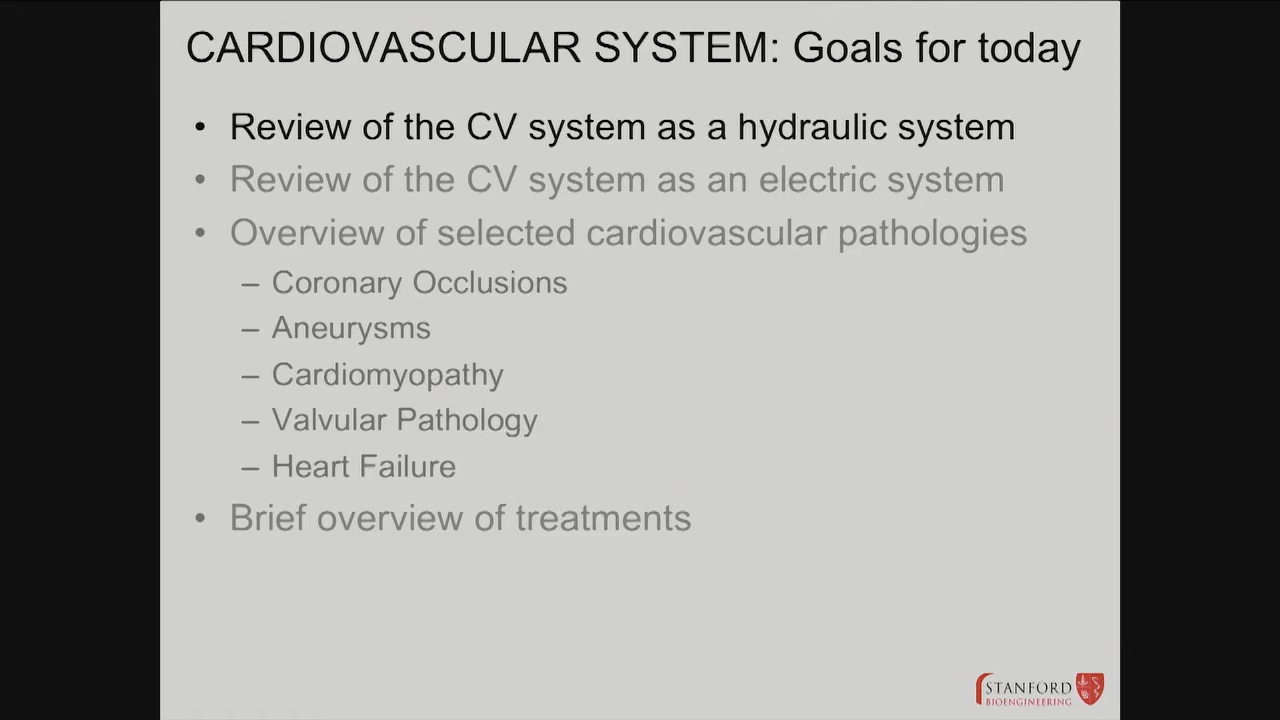 CARDIOVASCULAR SYSTEM: Goals for today
• Review of the CV system as a hydraulic system
• Review of the CV system as an electric system
• Overview of selected cardiovascular pathologies
– Coronary Occlusions
– Aneurysms
– Cardiomyopathy
– Valvular Pathology
– Heart Failure
• Brief overview of treatments
STANFORD
BIOENGINEERING